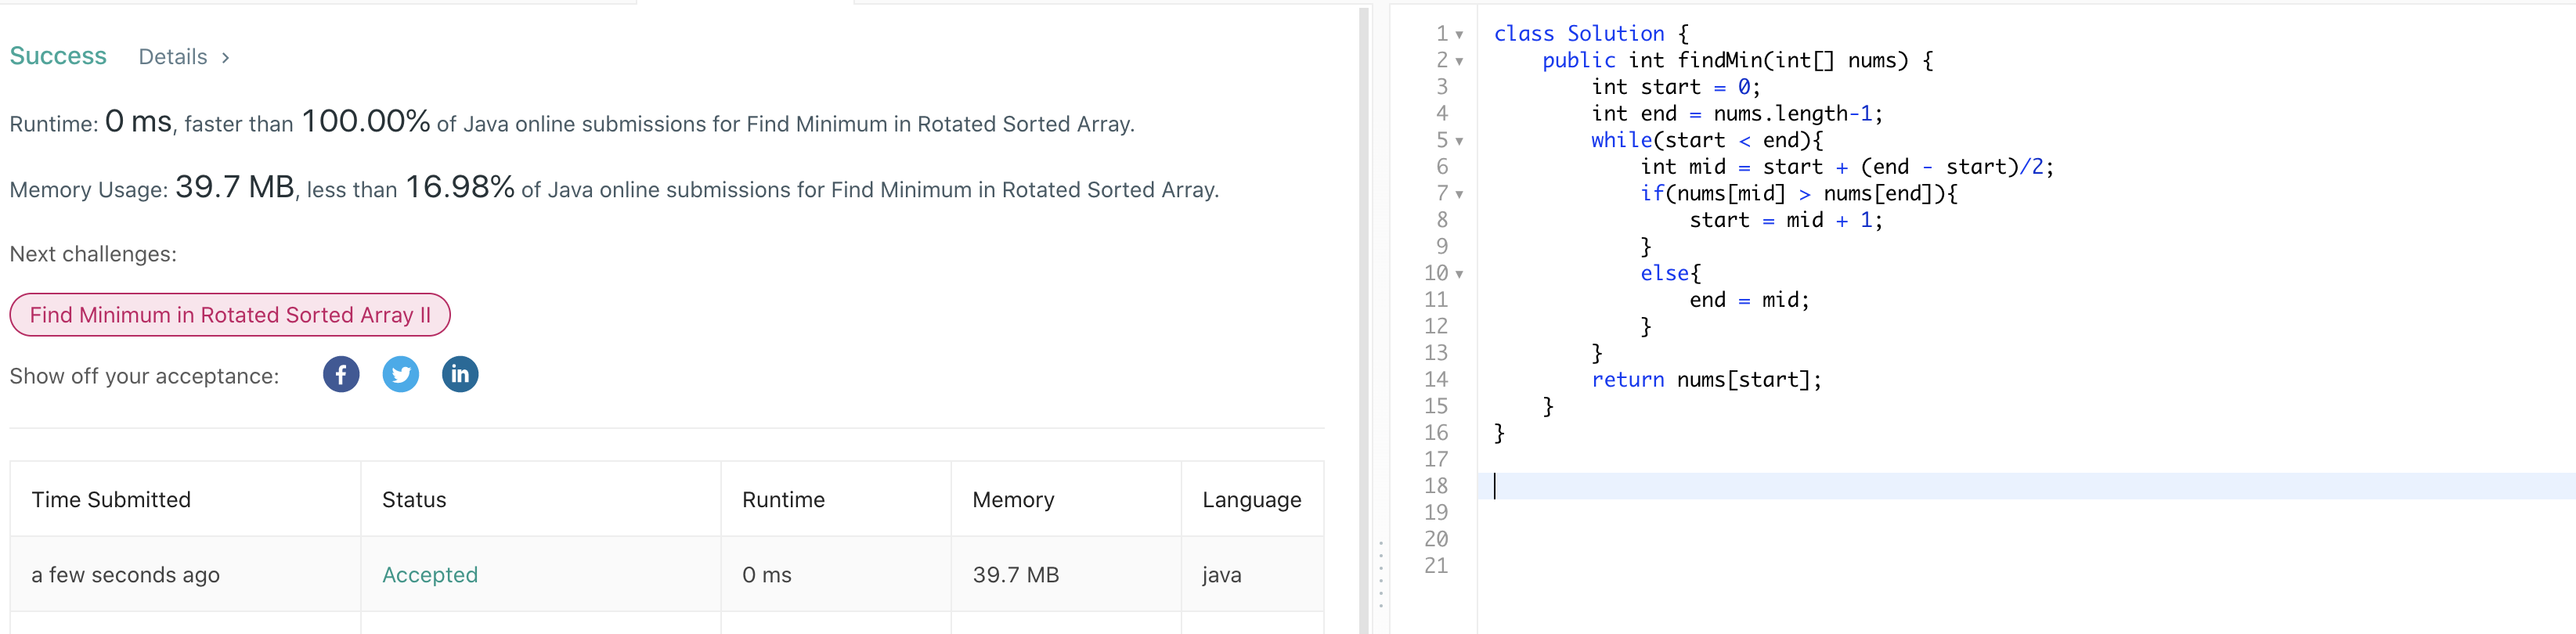 Success Details >
Runtime: 0 ms, faster than 100.00% of Java online submissions for Find Minimum in Rotated Sorted Array.
Memory Usage: 39.7 MB, less than 16.98% of Java online submissions for Find Minimum in Rotated Sorted Array.
Next challenges:
Find Minimum in Rotated Sorted Array II
Show off your acceptance: f in
Time Submitted Status Runtime Memory Language
a few seconds ago Accepted 0 ms 39.7 MB java
1 class Solution {
2     public int findMin(int[] nums) {
3         int start = 0;
4         int end = nums.length-1;
5         while(start < end){
6             int mid = start + (end - start)/2;
7             if(nums[mid] > nums[end]){
8                 start = mid + 1;
9             }
10             else{
11                 end = mid;
12             }
13         }
14         return nums[start];
15     }
16 }
17
18
19
20
21